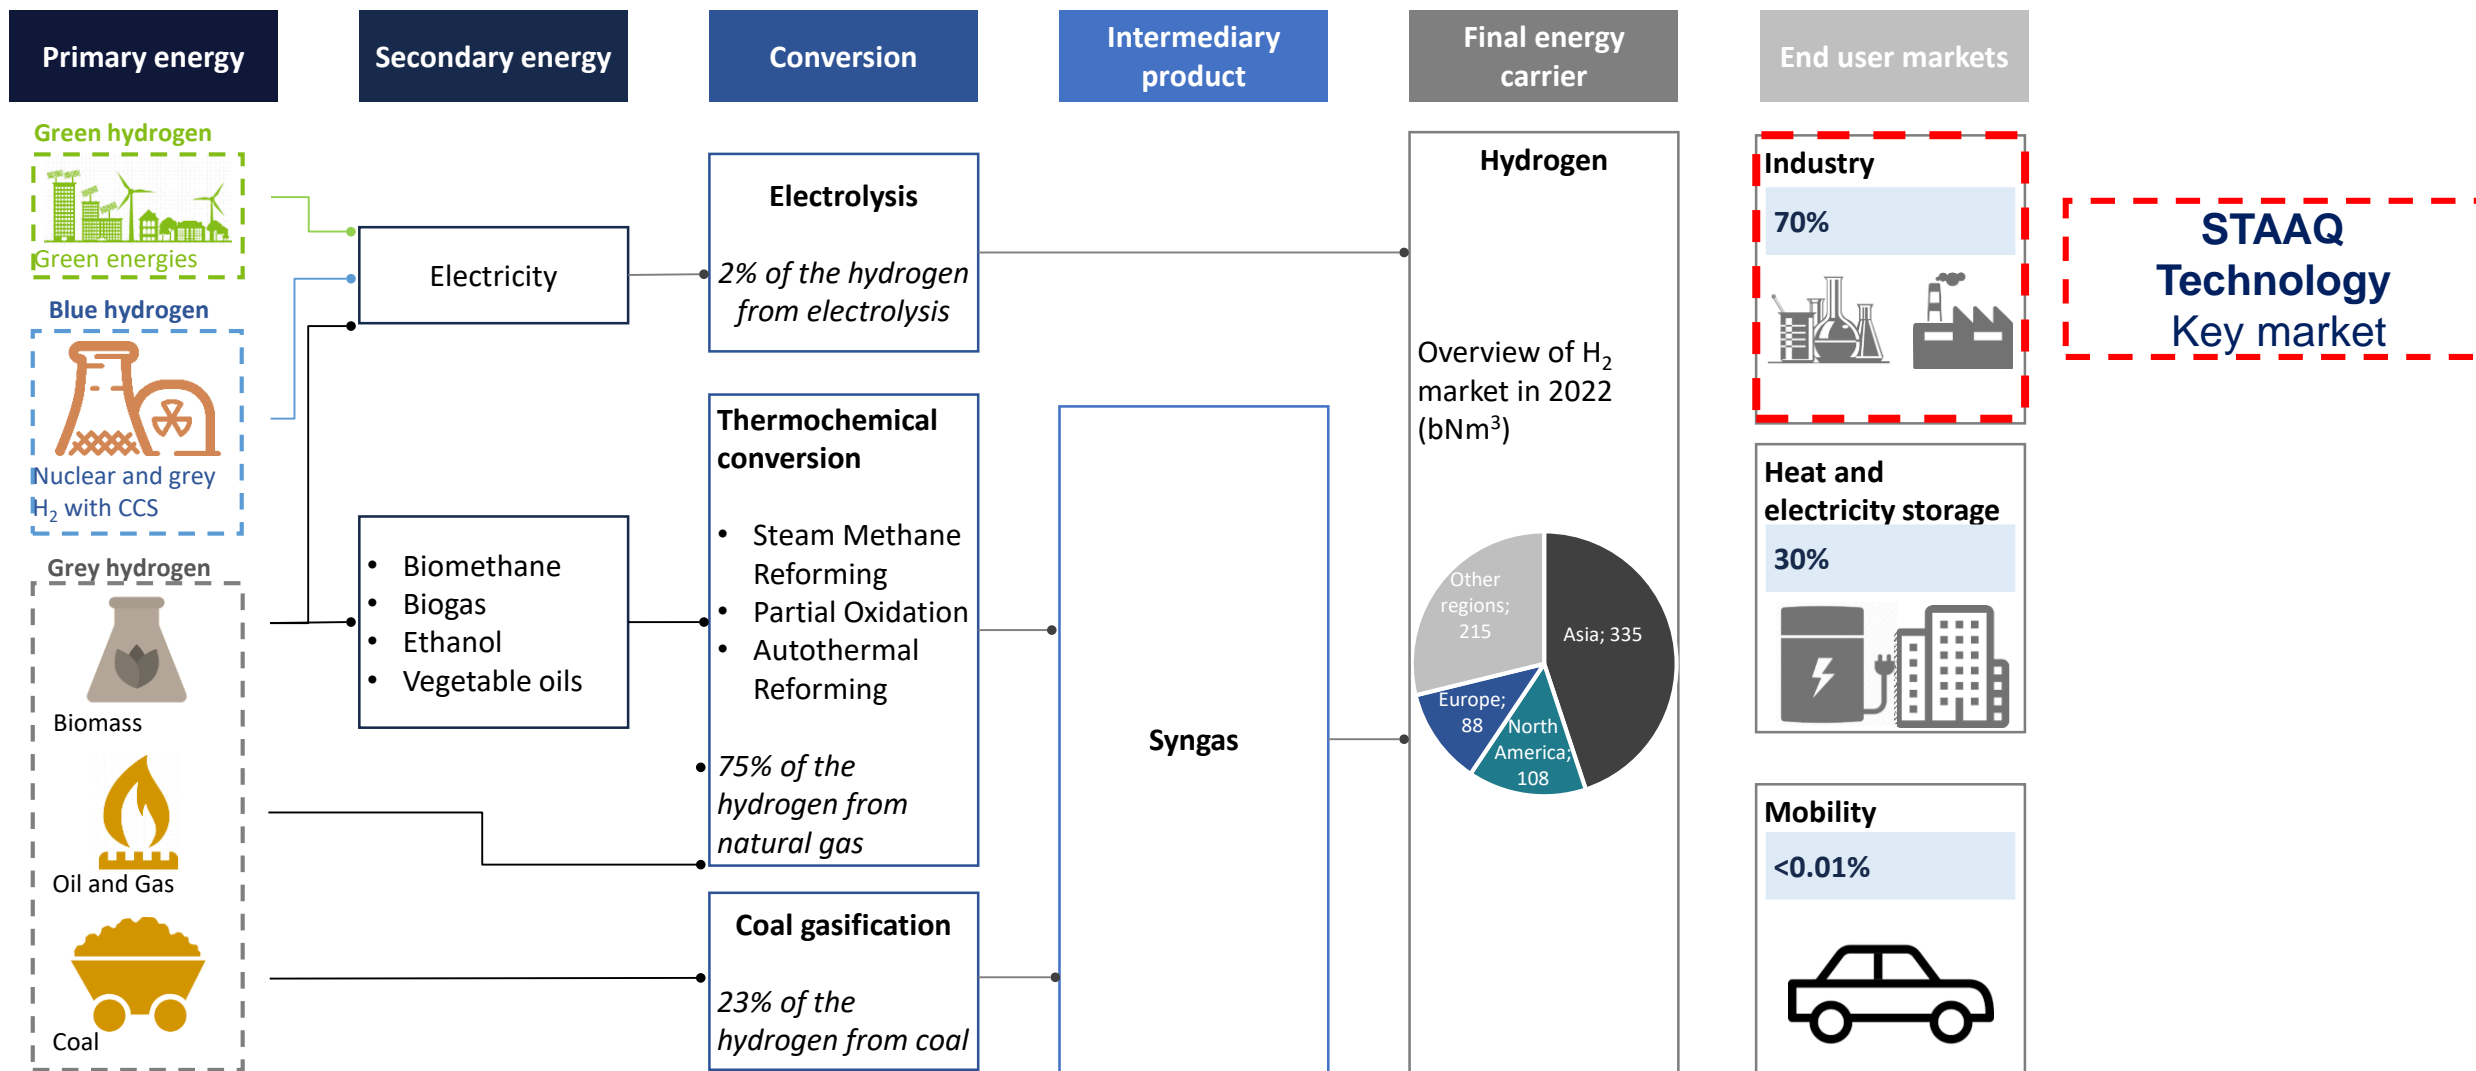 Primary energy
Secondary energy
Conversion
Intermediary
product
Final energy
carrier
End user markets
Green hydrogen
Green energies
Blue hydrogen
Nuclear and grey
H₂ with CCS
Grey hydrogen
Biomass
Oil and Gas
Coal
Electricity
• Biomethane
• Biogas
• Ethanol
• Vegetable oils
Electrolysis
2% of the hydrogen
from electrolysis
Thermochemical
conversion
• Steam Methane
Reforming
• Partial Oxidation
• Autothermal
Reforming
75% of the
hydrogen from
natural gas
Coal gasification
23% of the
hydrogen from coal
Syngas
Hydrogen
Overview of H₂
market in 2022
(bNm³)
Other
regions;
215
Asia; 335
Europe;
88
North
America;
108
Industry
70%
Heat and
electricity storage
30%
Mobility
<0.01%
STAAQ
Technology
Key market